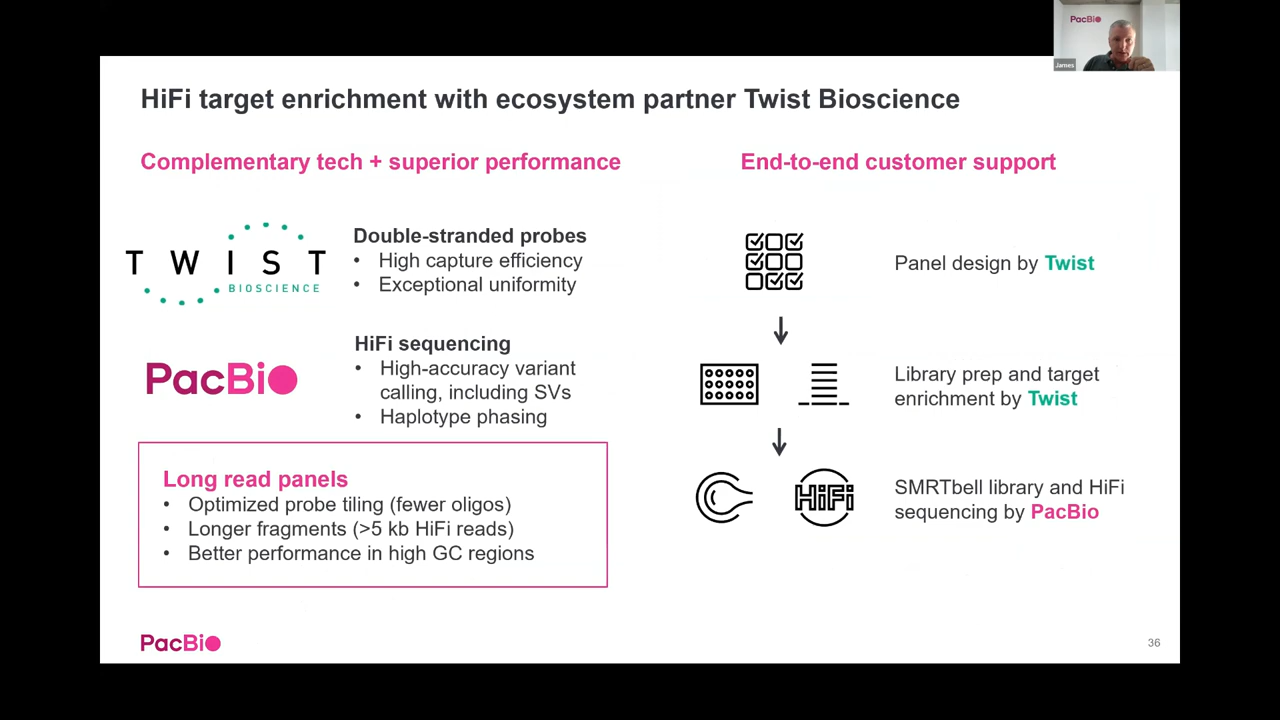 PacBio
James
HiFi target enrichment with ecosystem partner Twist Bioscience
Complementary tech + superior performance
TWIST
BIOSCIENCE
Double-stranded probes
• High capture efficiency
• Exceptional uniformity
PacBio
HiFi sequencing
• High-accuracy variant
calling, including SVs
• Haplotype phasing
Long read panels
• Optimized probe tiling (fewer oligos)
• Longer fragments (>5 kb HiFi reads)
• Better performance in high GC regions
End-to-end customer support
Panel design by Twist
Library prep and target
enrichment by Twist
HiFi
SMRTbell library and HiFi
sequencing by PacBio
PacBio
36